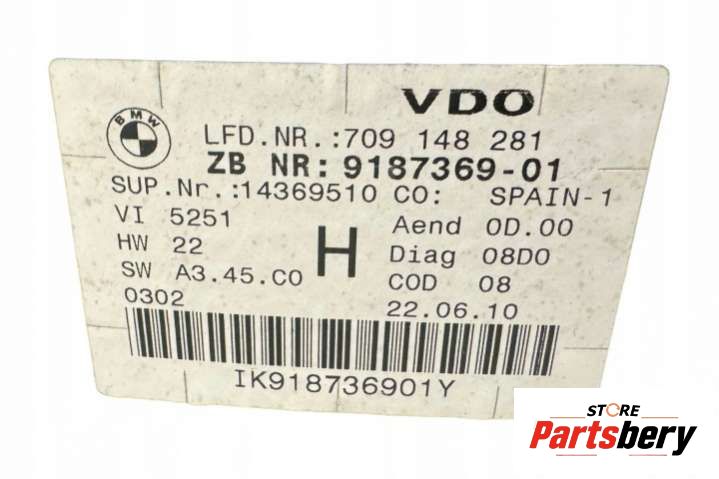 VDO
BMW
LFD.NR.:709 148 281
ZB NR: 9187369-01
SUP.Nr.:14369510 CO: SPAIN-1
VI 5251
Aend 0D.00
HW 22
H
Diag 08D0
SW A3.45.C0
COD 08
0302
22.06.10
IK918736901Y
STORE
Partsbery